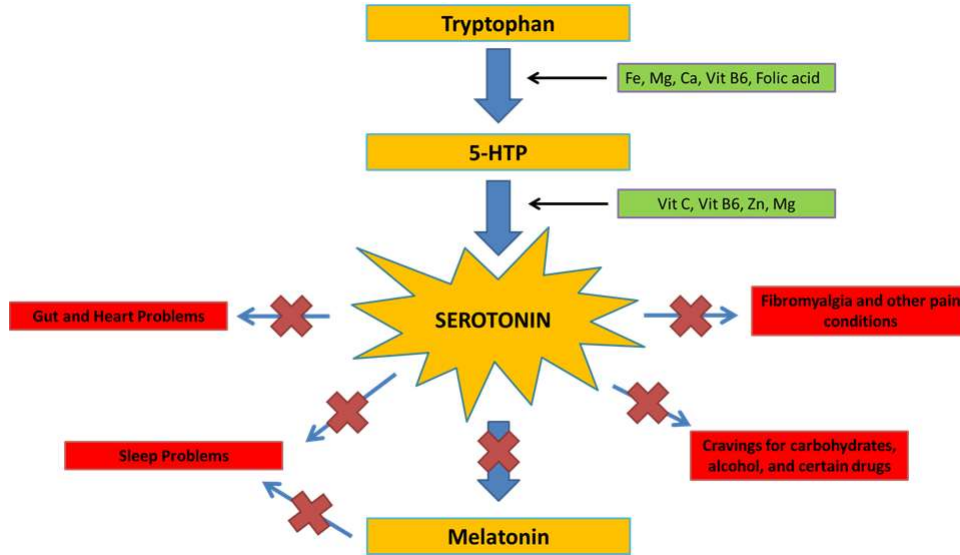 Tryptophan
Fe, Mg, Ca, Vit B6, Folic acid
5-HTP
Vit C, Vit B6, Zn, Mg
SEROTONIN
Gut and Heart Problems
Fibromyalgia and other pain
conditions
Sleep Problems
Cravings for carbohydrates,
alcohol, and certain drugs
Melatonin